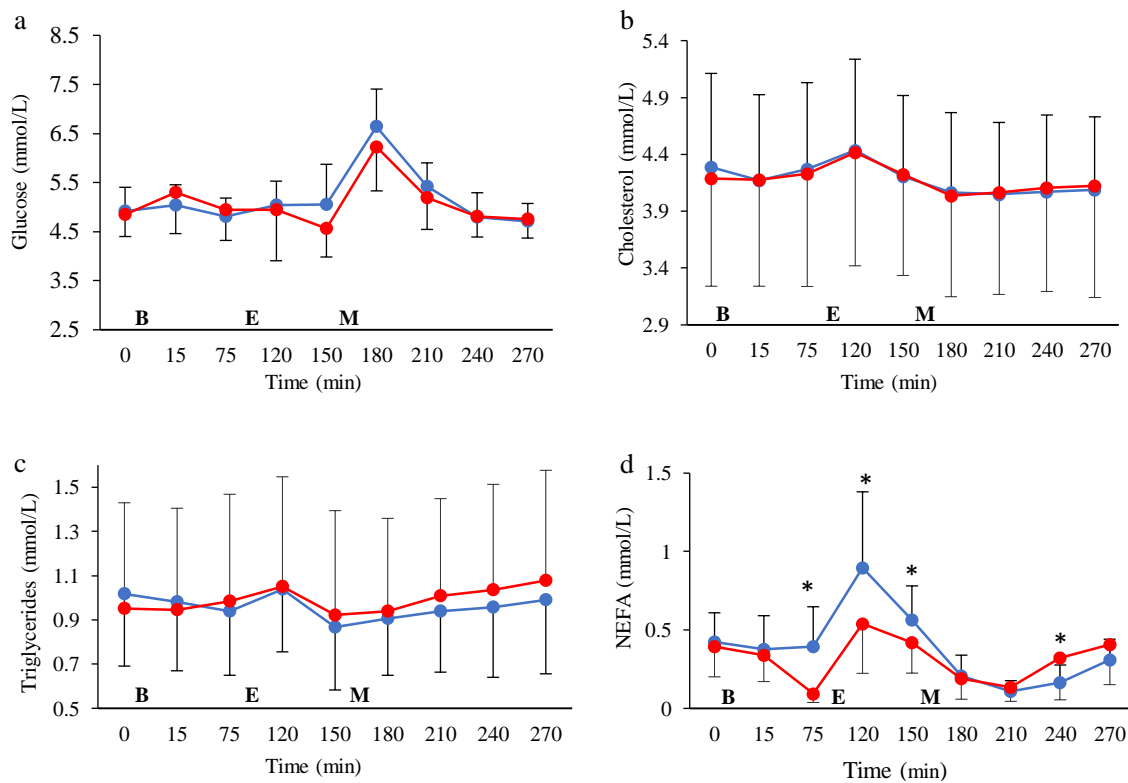 a
Glucose (mmol/L)
8.5
7.5
6.5
5.5
4.5
3.5
2.5
B E M
0 15 75 120 150 180 210 240 270
Time (min)
b
Cholesterol (mmol/L)
5.4
4.9
4.4
3.9
3.4
2.9
B E M
0 15 75 120 150 180 210 240 270
Time (min)
c
Triglycerides (mmol/L)
1.5
1.3
1.1
0.9
0.7
0.5
B E M
0 15 75 120 150 180 210 240 270
Time (min)
d
NEFA (mmol/L)
1.5
1
0.5
0
* * * *
B E M
0 15 75 120 150 180 210 240 270
Time (min)